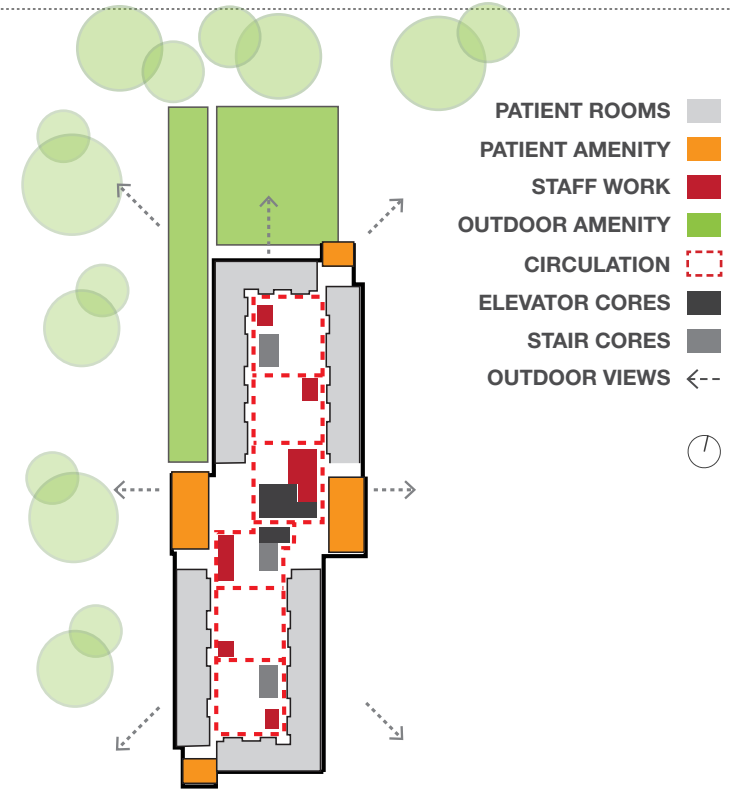 PATIENT ROOMS
PATIENT AMENITY
STAFF WORK
OUTDOOR AMENITY
CIRCULATION
ELEVATOR CORES
STAIR CORES
OUTDOOR VIEWS